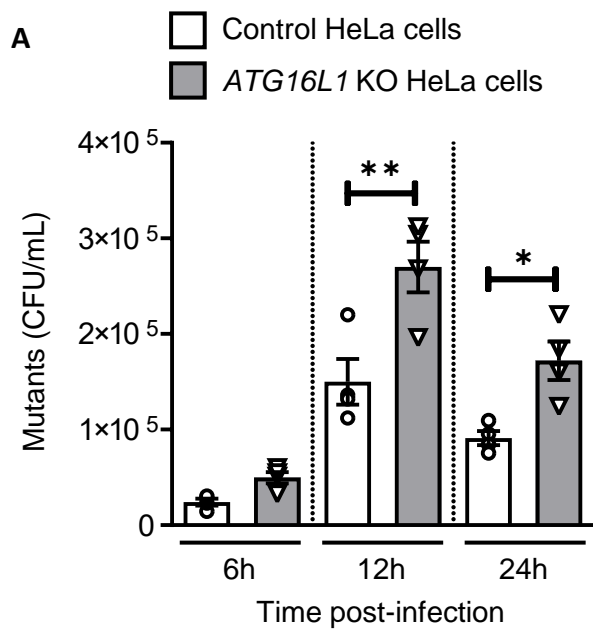 A
Control HeLa cells
ATG16L1 KO HeLa cells
Mutants (CFU/mL)
4×10 5
3×10 5
2×10 5
1×10 5
0
**
*
6h 12h 24h
Time post-infection